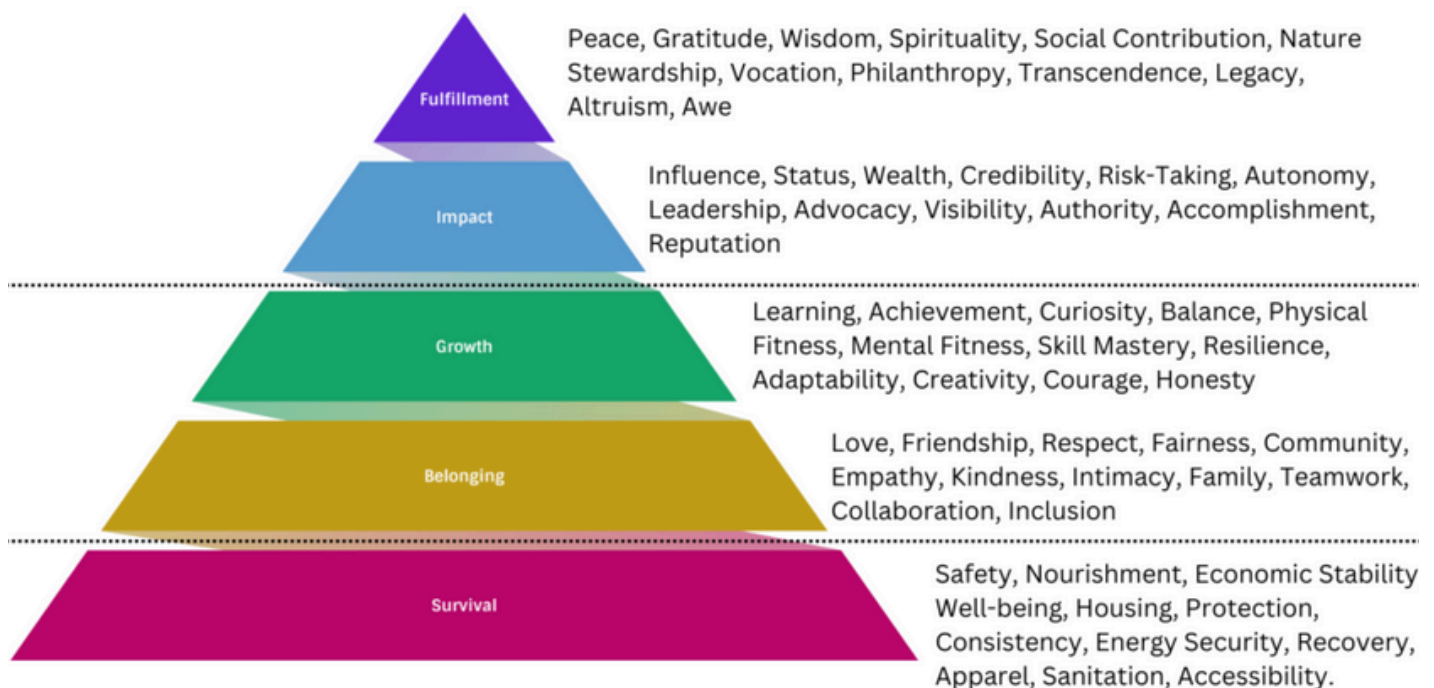 Peace, Gratitude, Wisdom, Spirituality, Social Contribution, Nature
Stewardship, Vocation, Philanthropy, Transcendence, Legacy,
Altruism, Awe
Fulfillment
Influence, Status, Wealth, Credibility, Risk-Taking, Autonomy,
Leadership, Advocacy, Visibility, Authority, Accomplishment,
Reputation
Impact
Learning, Achievement, Curiosity, Balance, Physical
Fitness, Mental Fitness, Skill Mastery, Resilience,
Adaptability, Creativity, Courage, Honesty
Growth
Love, Friendship, Respect, Fairness, Community,
Empathy, Kindness, Intimacy, Family, Teamwork,
Collaboration, Inclusion
Belonging
Safety, Nourishment, Economic Stability
Well-being, Housing, Protection,
Consistency, Energy Security, Recovery,
Apparel, Sanitation, Accessibility.
Survival